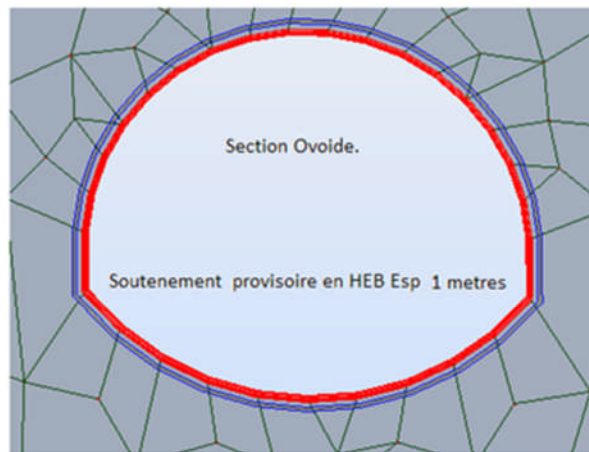 Section Ovoide.
Soutenement provisoire en HEB Esp 1 metres